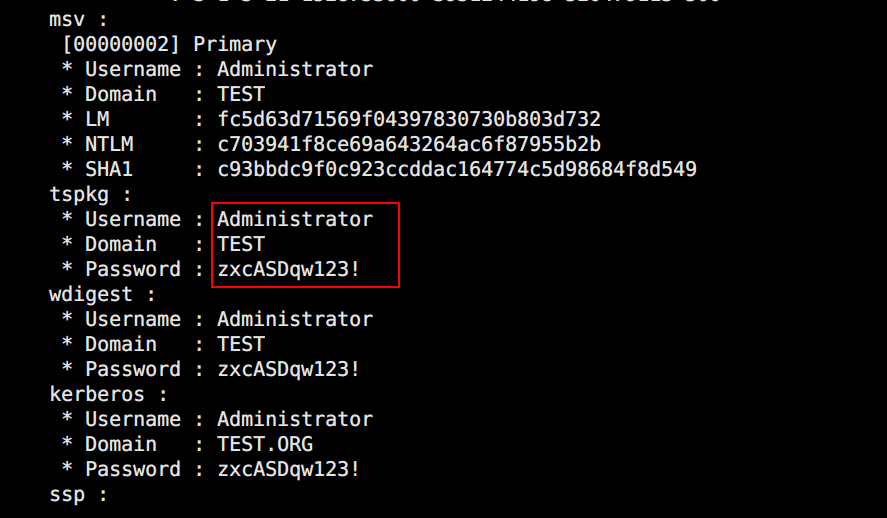 msv :
[00000002] Primary
* Username : Administrator
* Domain   : TEST
* LM       : fc5d63d71569f04397830730b803d732
* NTLM     : c703941f8ce69a643264ac6f87955b2b
* SHA1     : c93bbdc9f0c923ccddac164774c5d98684f8d549
tspkg :
* Username : Administrator
* Domain   : TEST
* Password : zxcASDqw123!
wdigest :
* Username : Administrator
* Domain   : TEST
* Password : zxcASDqw123!
kerberos :
* Username : Administrator
* Domain   : TEST.ORG
* Password : zxcASDqw123!
ssp :